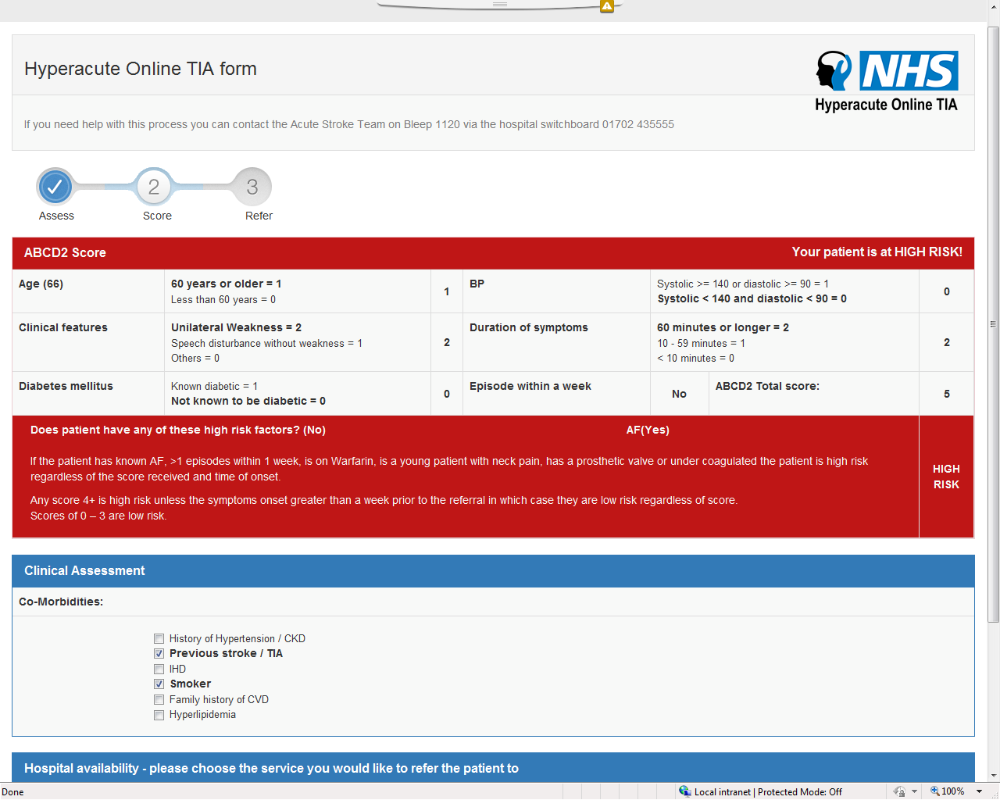 Hyperacute Online TIA form
NHS
Hyperacute Online TIA
If you need help with this process you can contact the Acute Stroke Team on Bleep 1120 via the hospital switchboard 01702 435555
2
3
Assess
Score
Refer
ABCD2 Score
Your patient is at HIGH RISK!
Age (66)
60 years or older = 1
Less than 60 years = 0
1
BP
Systolic >= 140 or diastolic >= 90 = 1
Systolic < 140 and diastolic < 90 = 0
0
Clinical features
Unilateral Weakness = 2
Speech disturbance without weakness = 1
Others = 0
2
Duration of symptoms
60 minutes or longer = 2
10 - 59 minutes = 1
< 10 minutes = 0
2
Diabetes mellitus
Known diabetic = 1
Not known to be diabetic = 0
0
Episode within a week
No
ABCD2 Total score:
5
Does patient have any of these high risk factors? (No)
AF(Yes)
If the patient has known AF, >1 episodes within 1 week, is on Warfarin, is a young patient with neck pain, has a prosthetic valve or under coagulated the patient is high risk
regardless of the score received and time of onset.
Any score 4+ is high risk unless the symptoms onset greater than a week prior to the referral in which case they are low risk regardless of score.
Scores of 0 – 3 are low risk.
HIGH
RISK
Clinical Assessment
Co-Morbidities:
History of Hypertension / CKD
Previous stroke / TIA
IHD
Smoker
Family history of CVD
Hyperlipidemia
Hospital availability - please choose the service you would like to refer the patient to
Done
Local intranet | Protected Mode: Off
100%